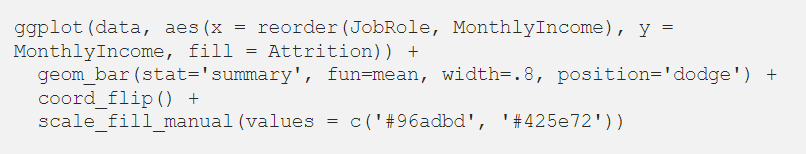 ggplot(data, aes(x = reorder(JobRole, MonthlyIncome), y =
MonthlyIncome, fill = Attrition)) +
  geom_bar(stat='summary', fun=mean, width=.8, position='dodge') +
  coord_flip() +
  scale_fill_manual(values = c('#96adbd', '#425e72'))